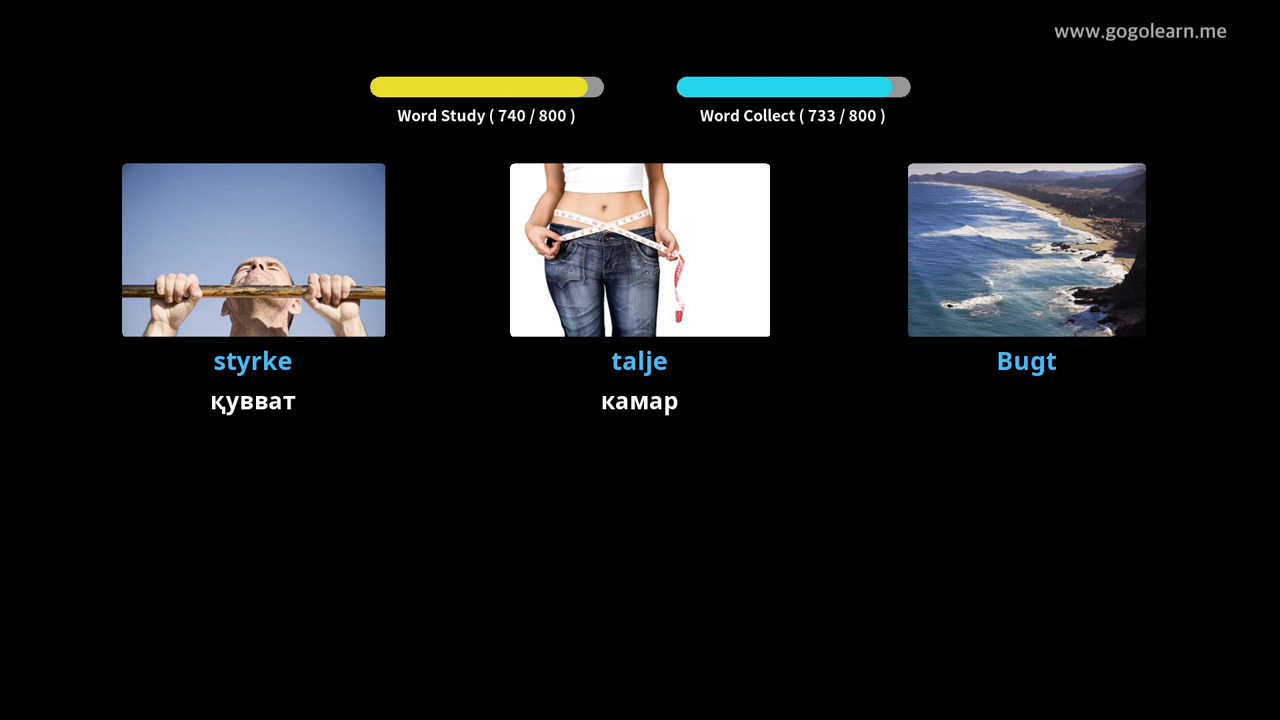 www.gogolearn.me
Word Study ( 740 / 800 )
Word Collect ( 733 / 800 )
styrke
talje
Bugt
қувват
камар